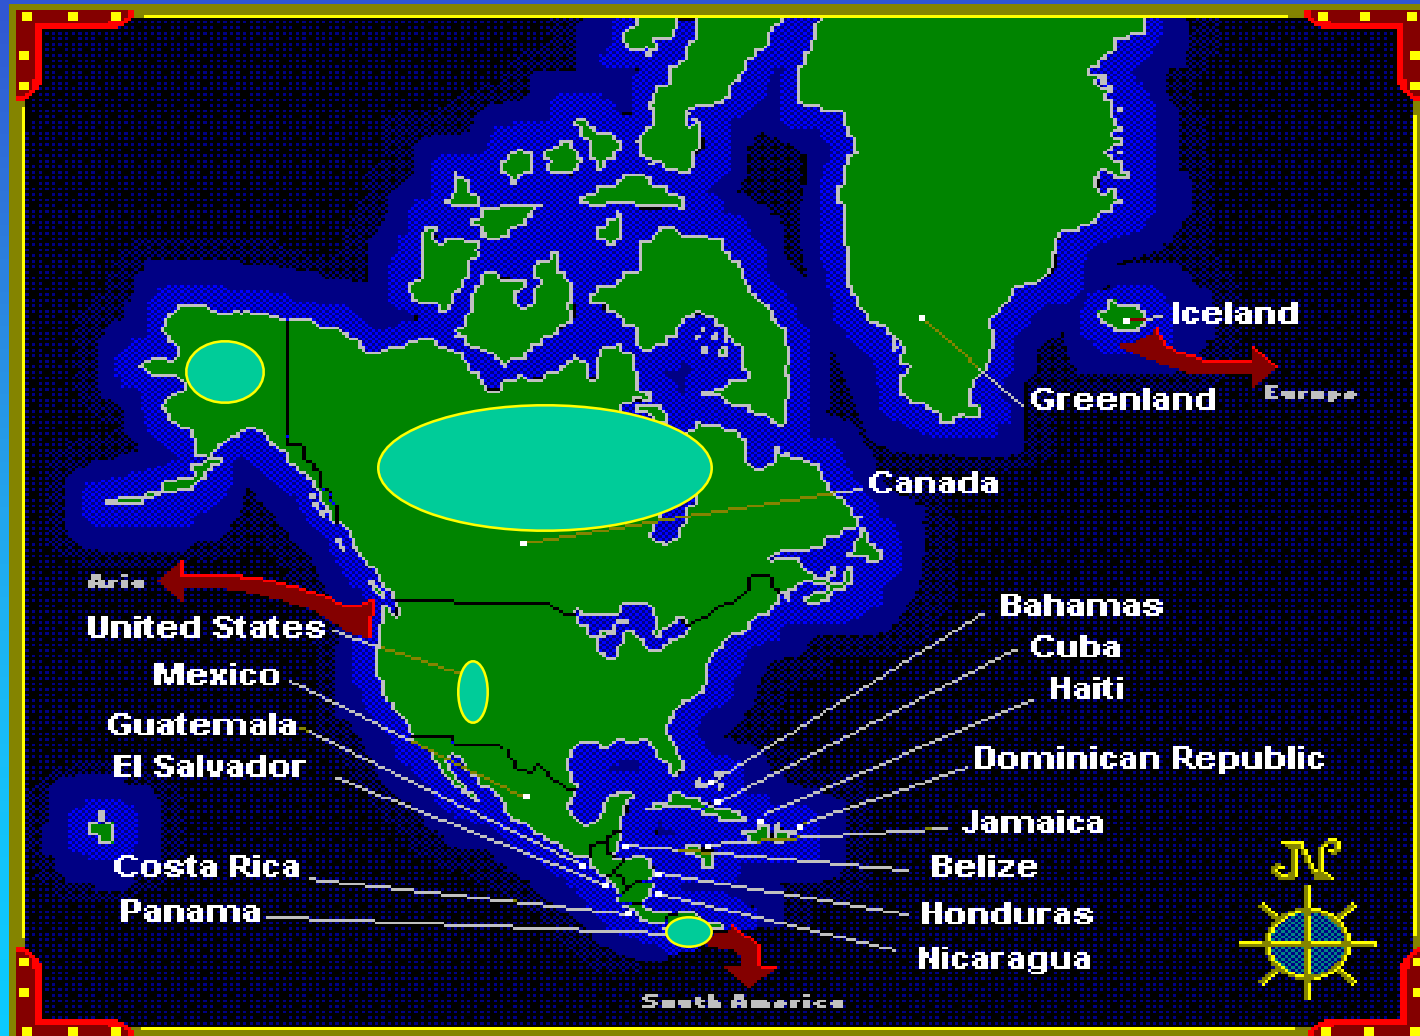 Iceland
Europe
Greenland
Canada
Asia
United States
Bahamas
Cuba
Mexico
Haiti
Guatemala
El Salvador
Dominican Republic
Jamaica
Costa Rica
Belize
Panama
Honduras
Nicaragua
South America
N